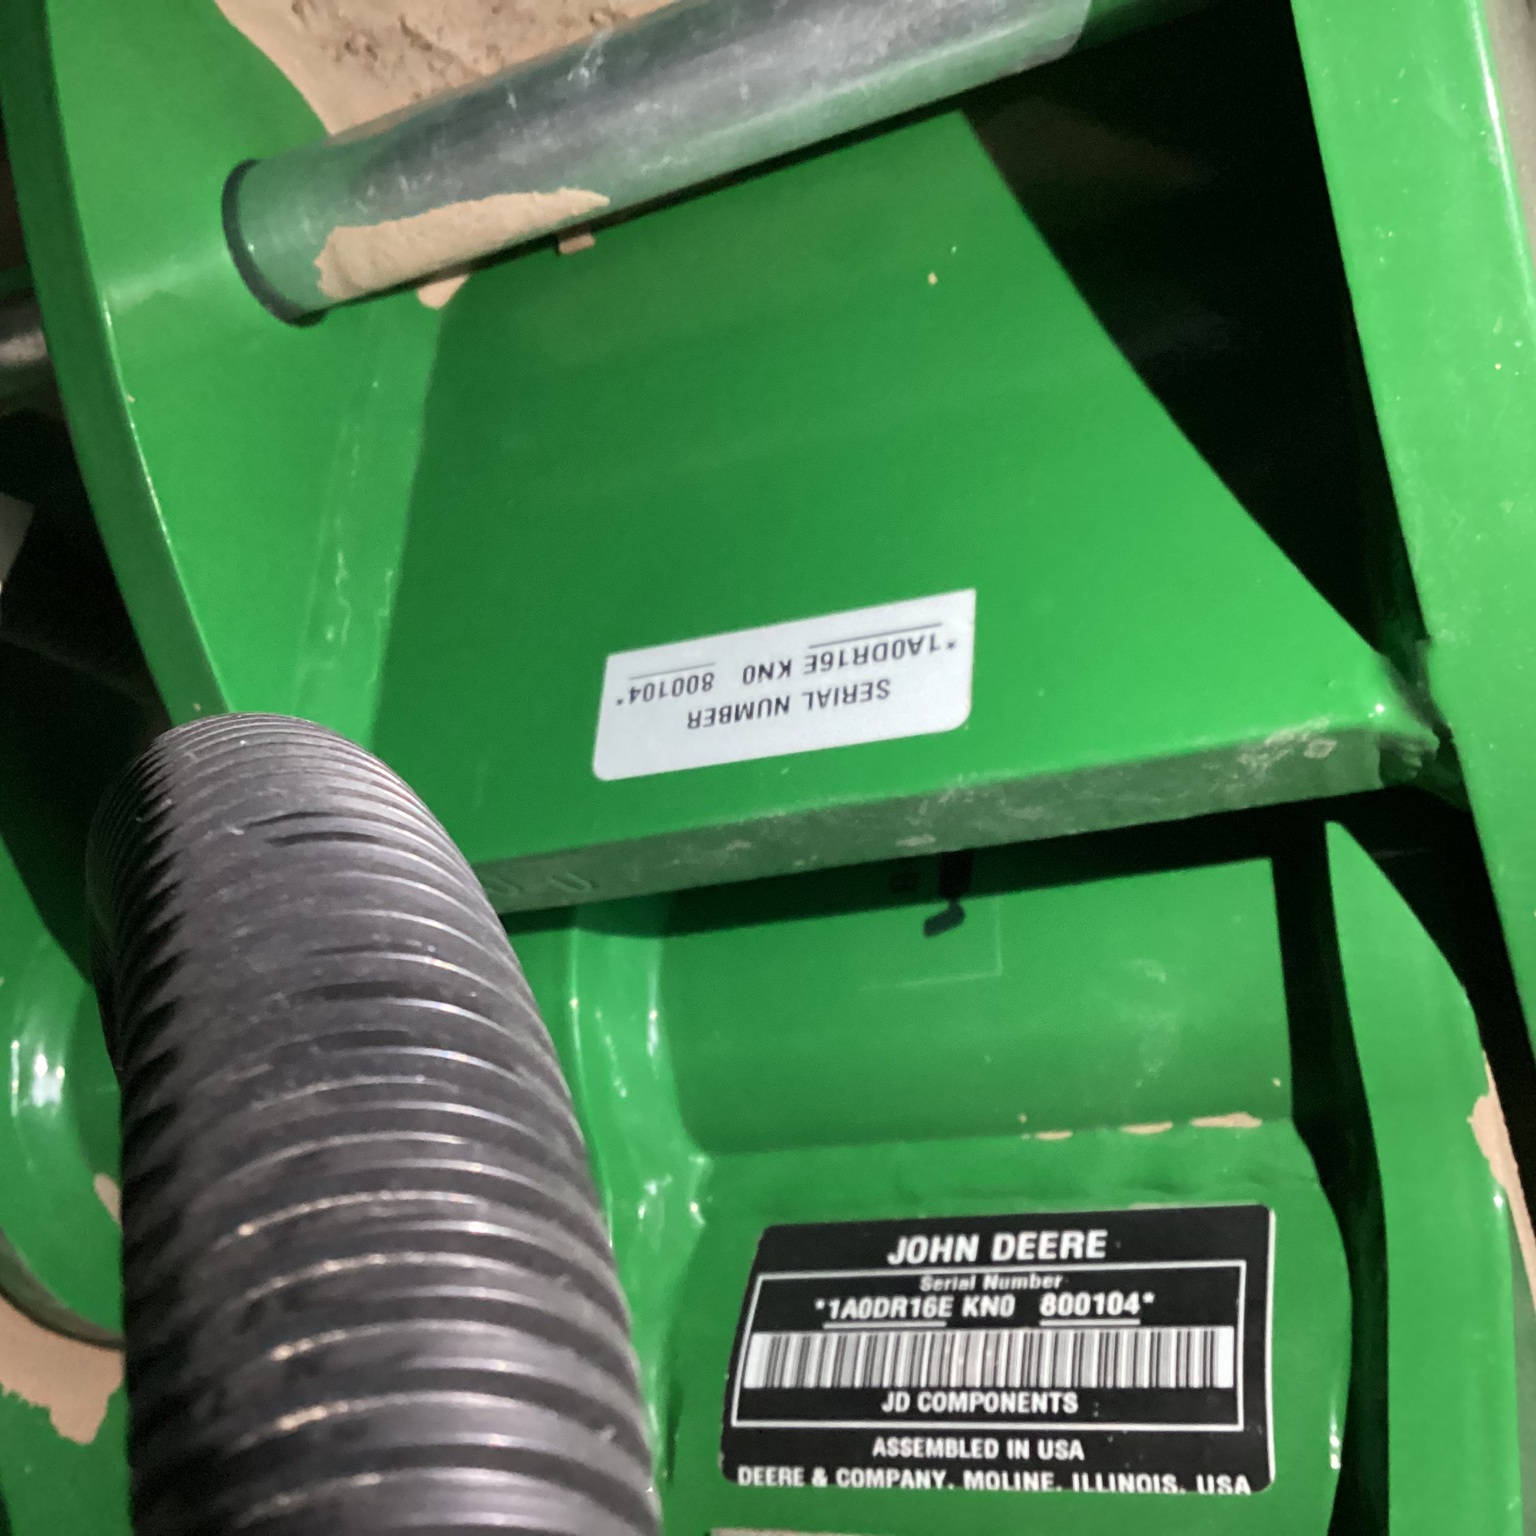 SERIAL NUMBER
*1A0DR16E KN0 800104*
JOHN DEERE
Serial Number
*1A0DR16E KN0 800104*
JD COMPONENTS
ASSEMBLED IN USA
DEERE & COMPANY, MOLINE, ILLINOIS, USA